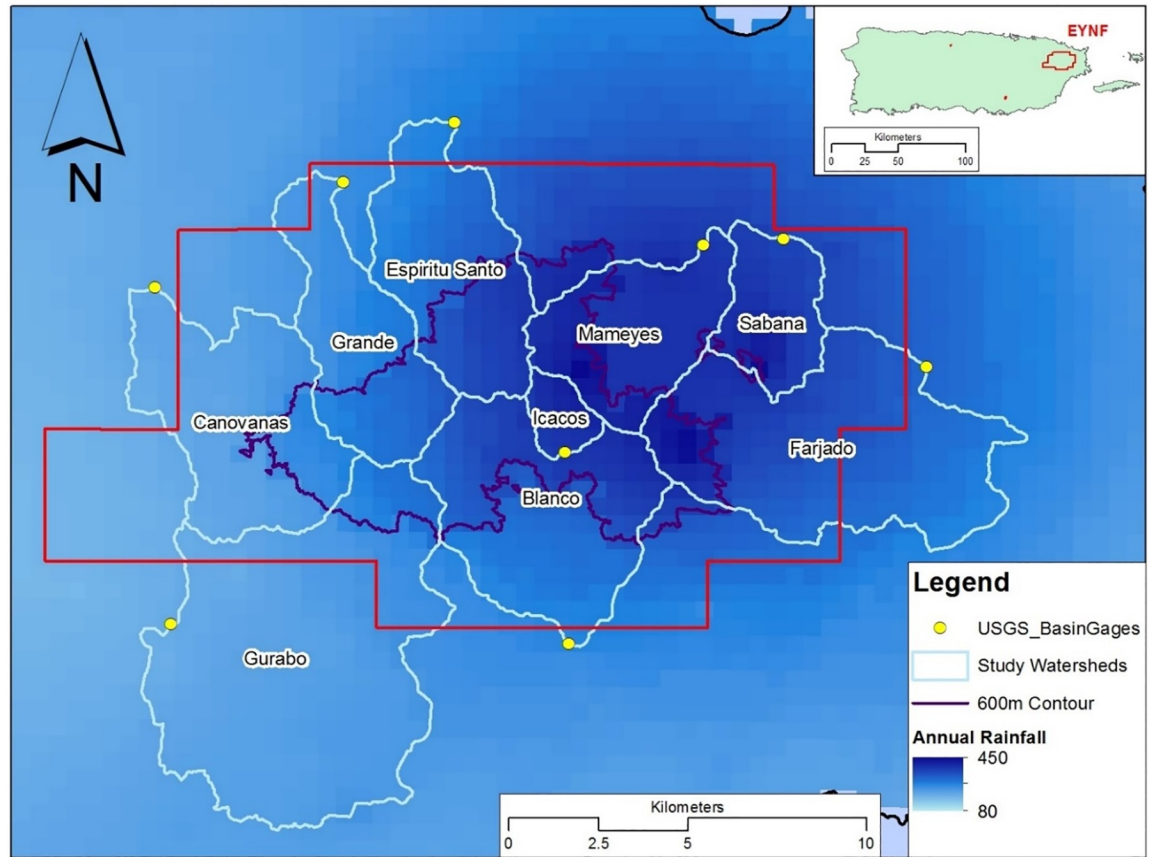 EYNF
Kilometers
0 25 50 100
N
Espiritu Santo
Grande
Mameyes
Sabana
Canovanas
Icacos
Farjado
Blanco
Gurabo
Legend
USGS_BasinGages
Study Watersheds
600m Contour
Annual Rainfall
450
80
Kilometers
0 2.5 5 10